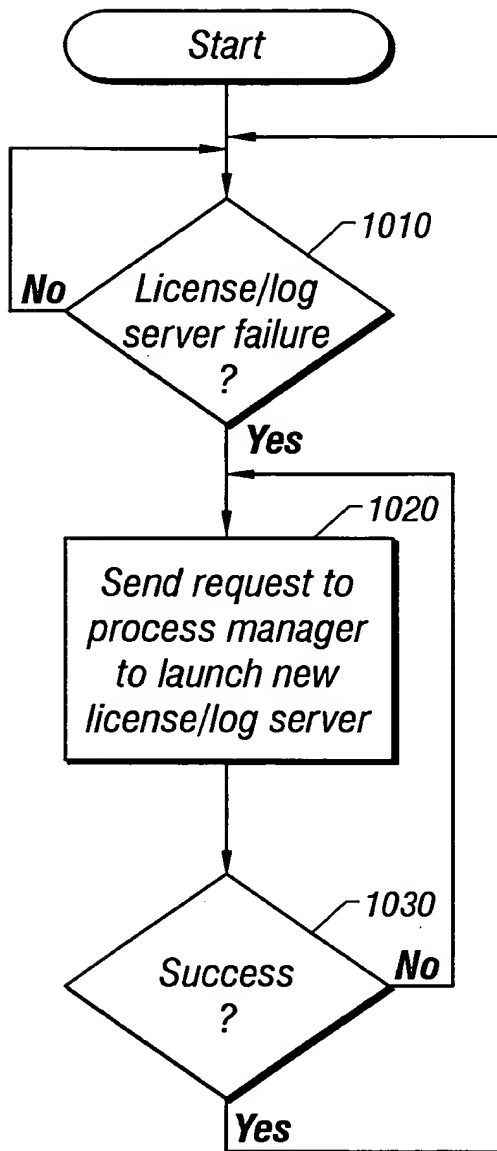 Start
1010
No
License/log
server failure
?
Yes
1020
Send request to
process manager
to launch new
license/log server
1030
Success
?
No
Yes